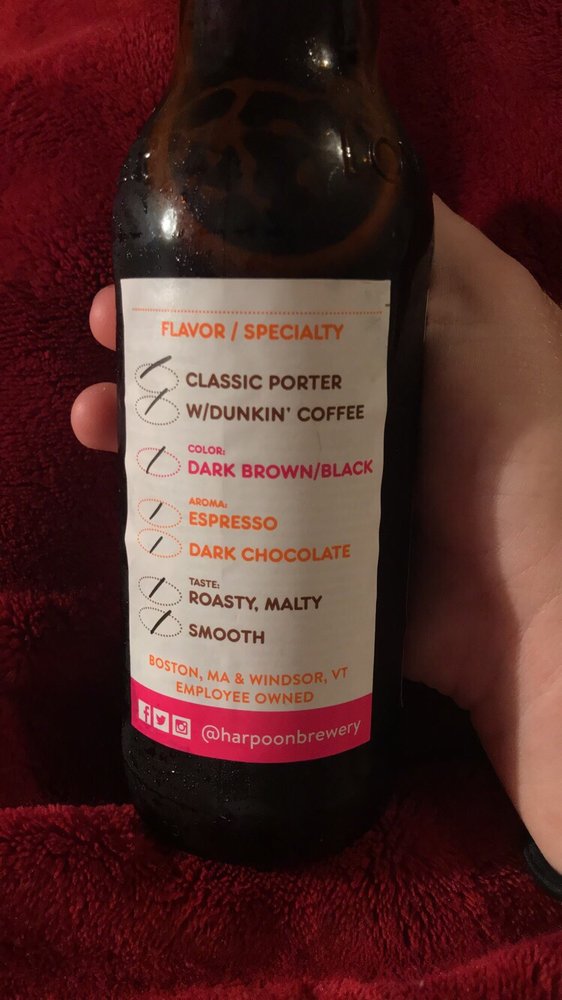 FLAVOR / SPECIALTY
CLASSIC PORTER
W/DUNKIN' COFFEE
COLOR:
DARK BROWN/BLACK
AROMA:
ESPRESSO
DARK CHOCOLATE
TASTE:
ROASTY, MALTY
SMOOTH
BOSTON, MA & WINDSOR, VT
EMPLOYEE OWNED
@harpoonbrewery